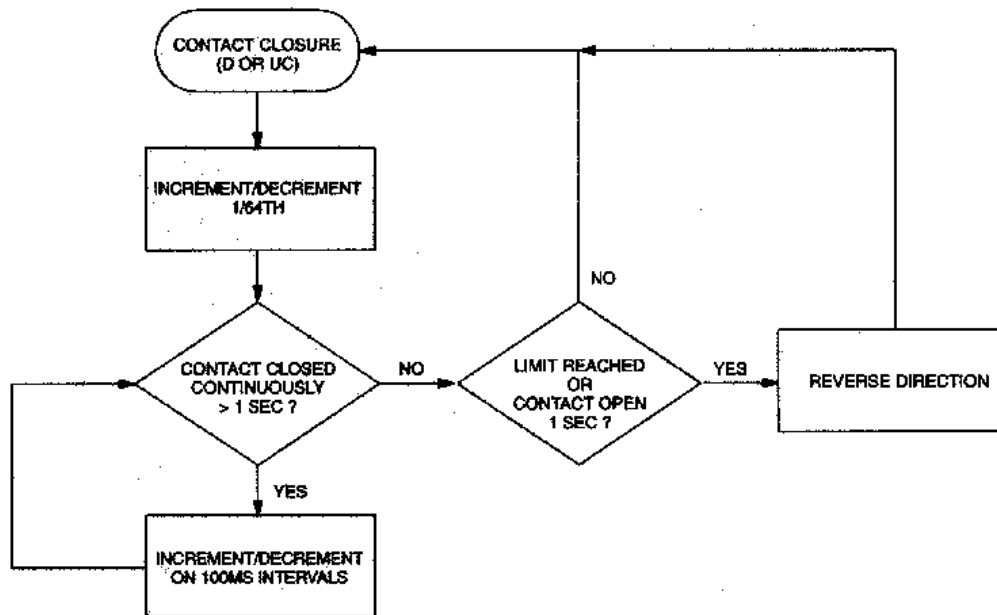 CONTACT CLOSURE
(D OR UC)
INCREMENT/DECREMENT
1/64TH
CONTACT CLOSED
CONTINUOUSLY
> 1 SEC ?
NO
LIMIT REACHED
OR
CONTACT OPEN
1 SEC ?
NO
YES
REVERSE DIRECTION
YES
INCREMENT/DECREMENT
ON 100MS INTERVALS